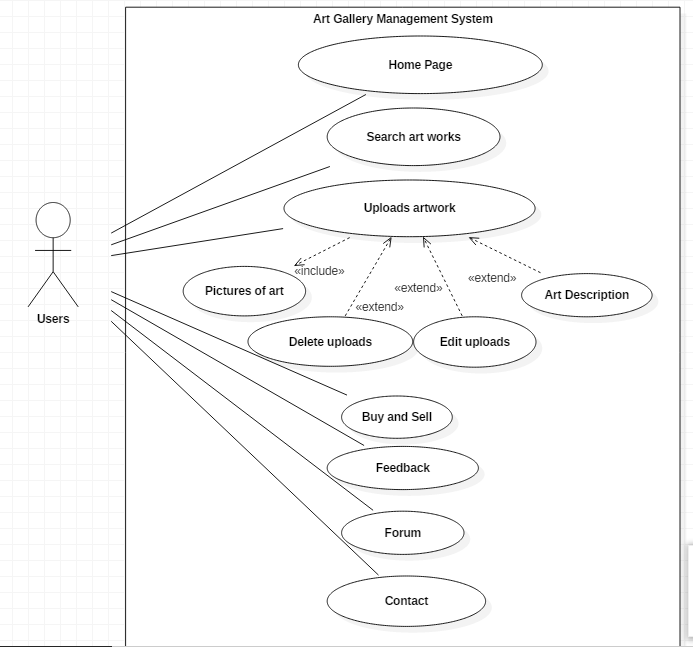 Art Gallery Management System
Home Page
Search art works
Uploads artwork
«include»
«extend»
«extend»
«extend»
Pictures of art
Art Description
Users
Delete uploads
Edit uploads
Buy and Sell
Feedback
Forum
Contact